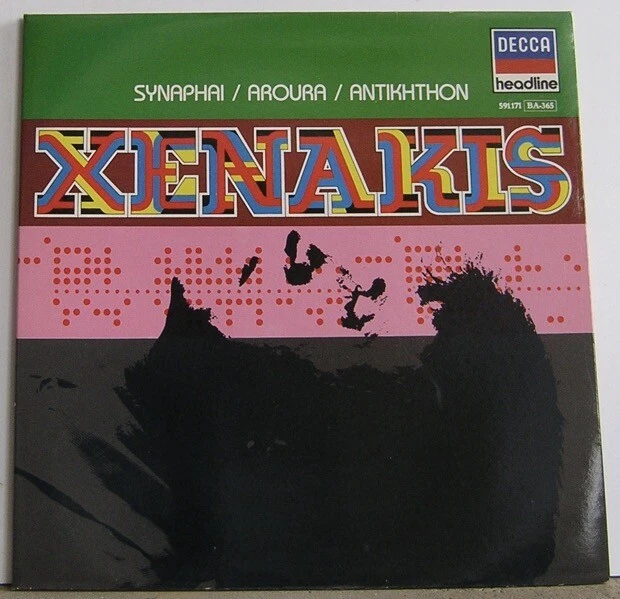 DECCA
headline
SYNAPHAI / AROURA / ANTIKHTHON
591.171 BA-365
XENAKIS